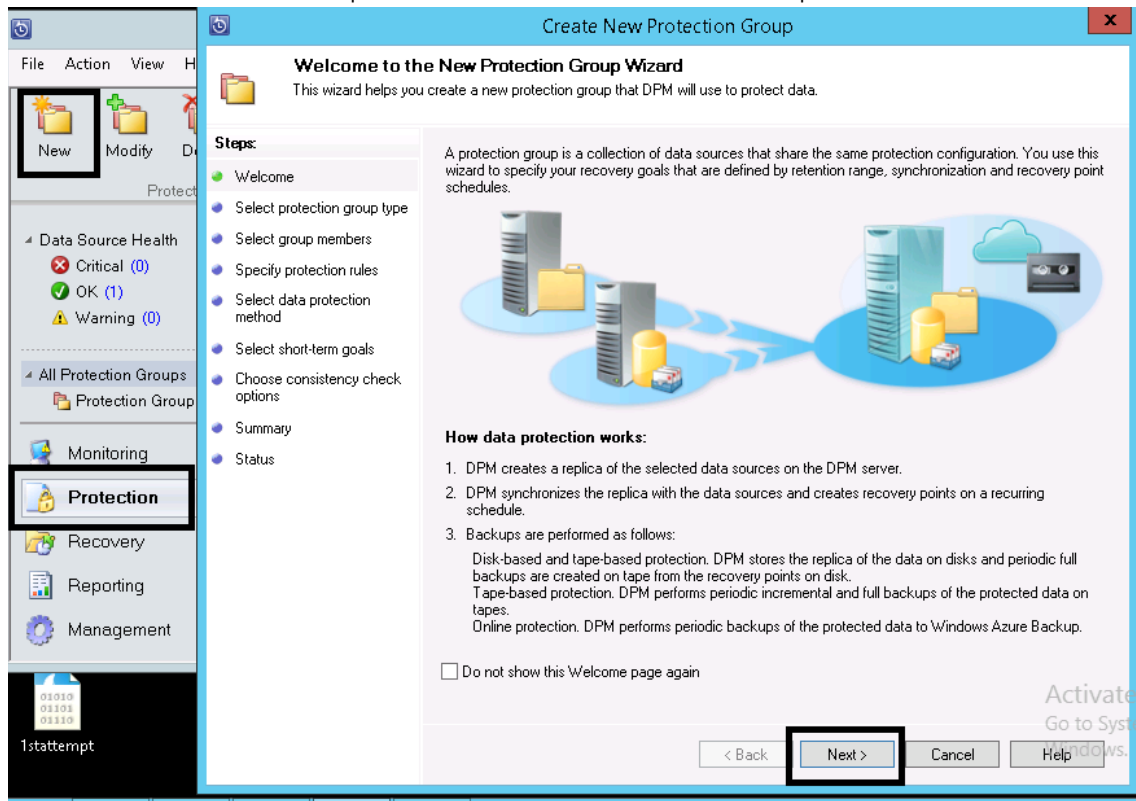 Create New Protection Group
x
File Action View H
New
Modify
Protect
Data Source Health
Critical (0)
OK (1)
Warning (0)
All Protection Groups
Protection Group
Monitoring
Protection
Recovery
Reporting
Management
01010
01101
01110
1stattempt
Welcome to the New Protection Group Wizard
This wizard helps you create a new protection group that DPM will use to protect data.
Steps:
Welcome
Select protection group type
Select group members
Specify protection rules
Select data protection
method
Select short-term goals
Choose consistency check
options
Summary
Status
A protection group is a collection of data sources that share the same protection configuration. You use this
wizard to specify your recovery goals that are defined by retention range, synchronization and recovery point
schedules.
How data protection works:
1. DPM creates a replica of the selected data sources on the DPM server.
2. DPM synchronizes the replica with the data sources and creates recovery points on a recurring
schedule.
3. Backups are performed as follows:
Disk-based and tape-based protection. DPM stores the replica of the data on disks and periodic full
backups are created on tape from the recovery points on disk.
Tape-based protection. DPM performs periodic incremental and full backups of the protected data on
tapes.
Online protection. DPM performs periodic backups of the protected data to Windows Azure Backup.
Do not show this Welcome page again
Activate
Go to Syst
Windows.
< Back
Next >
Cancel
Help